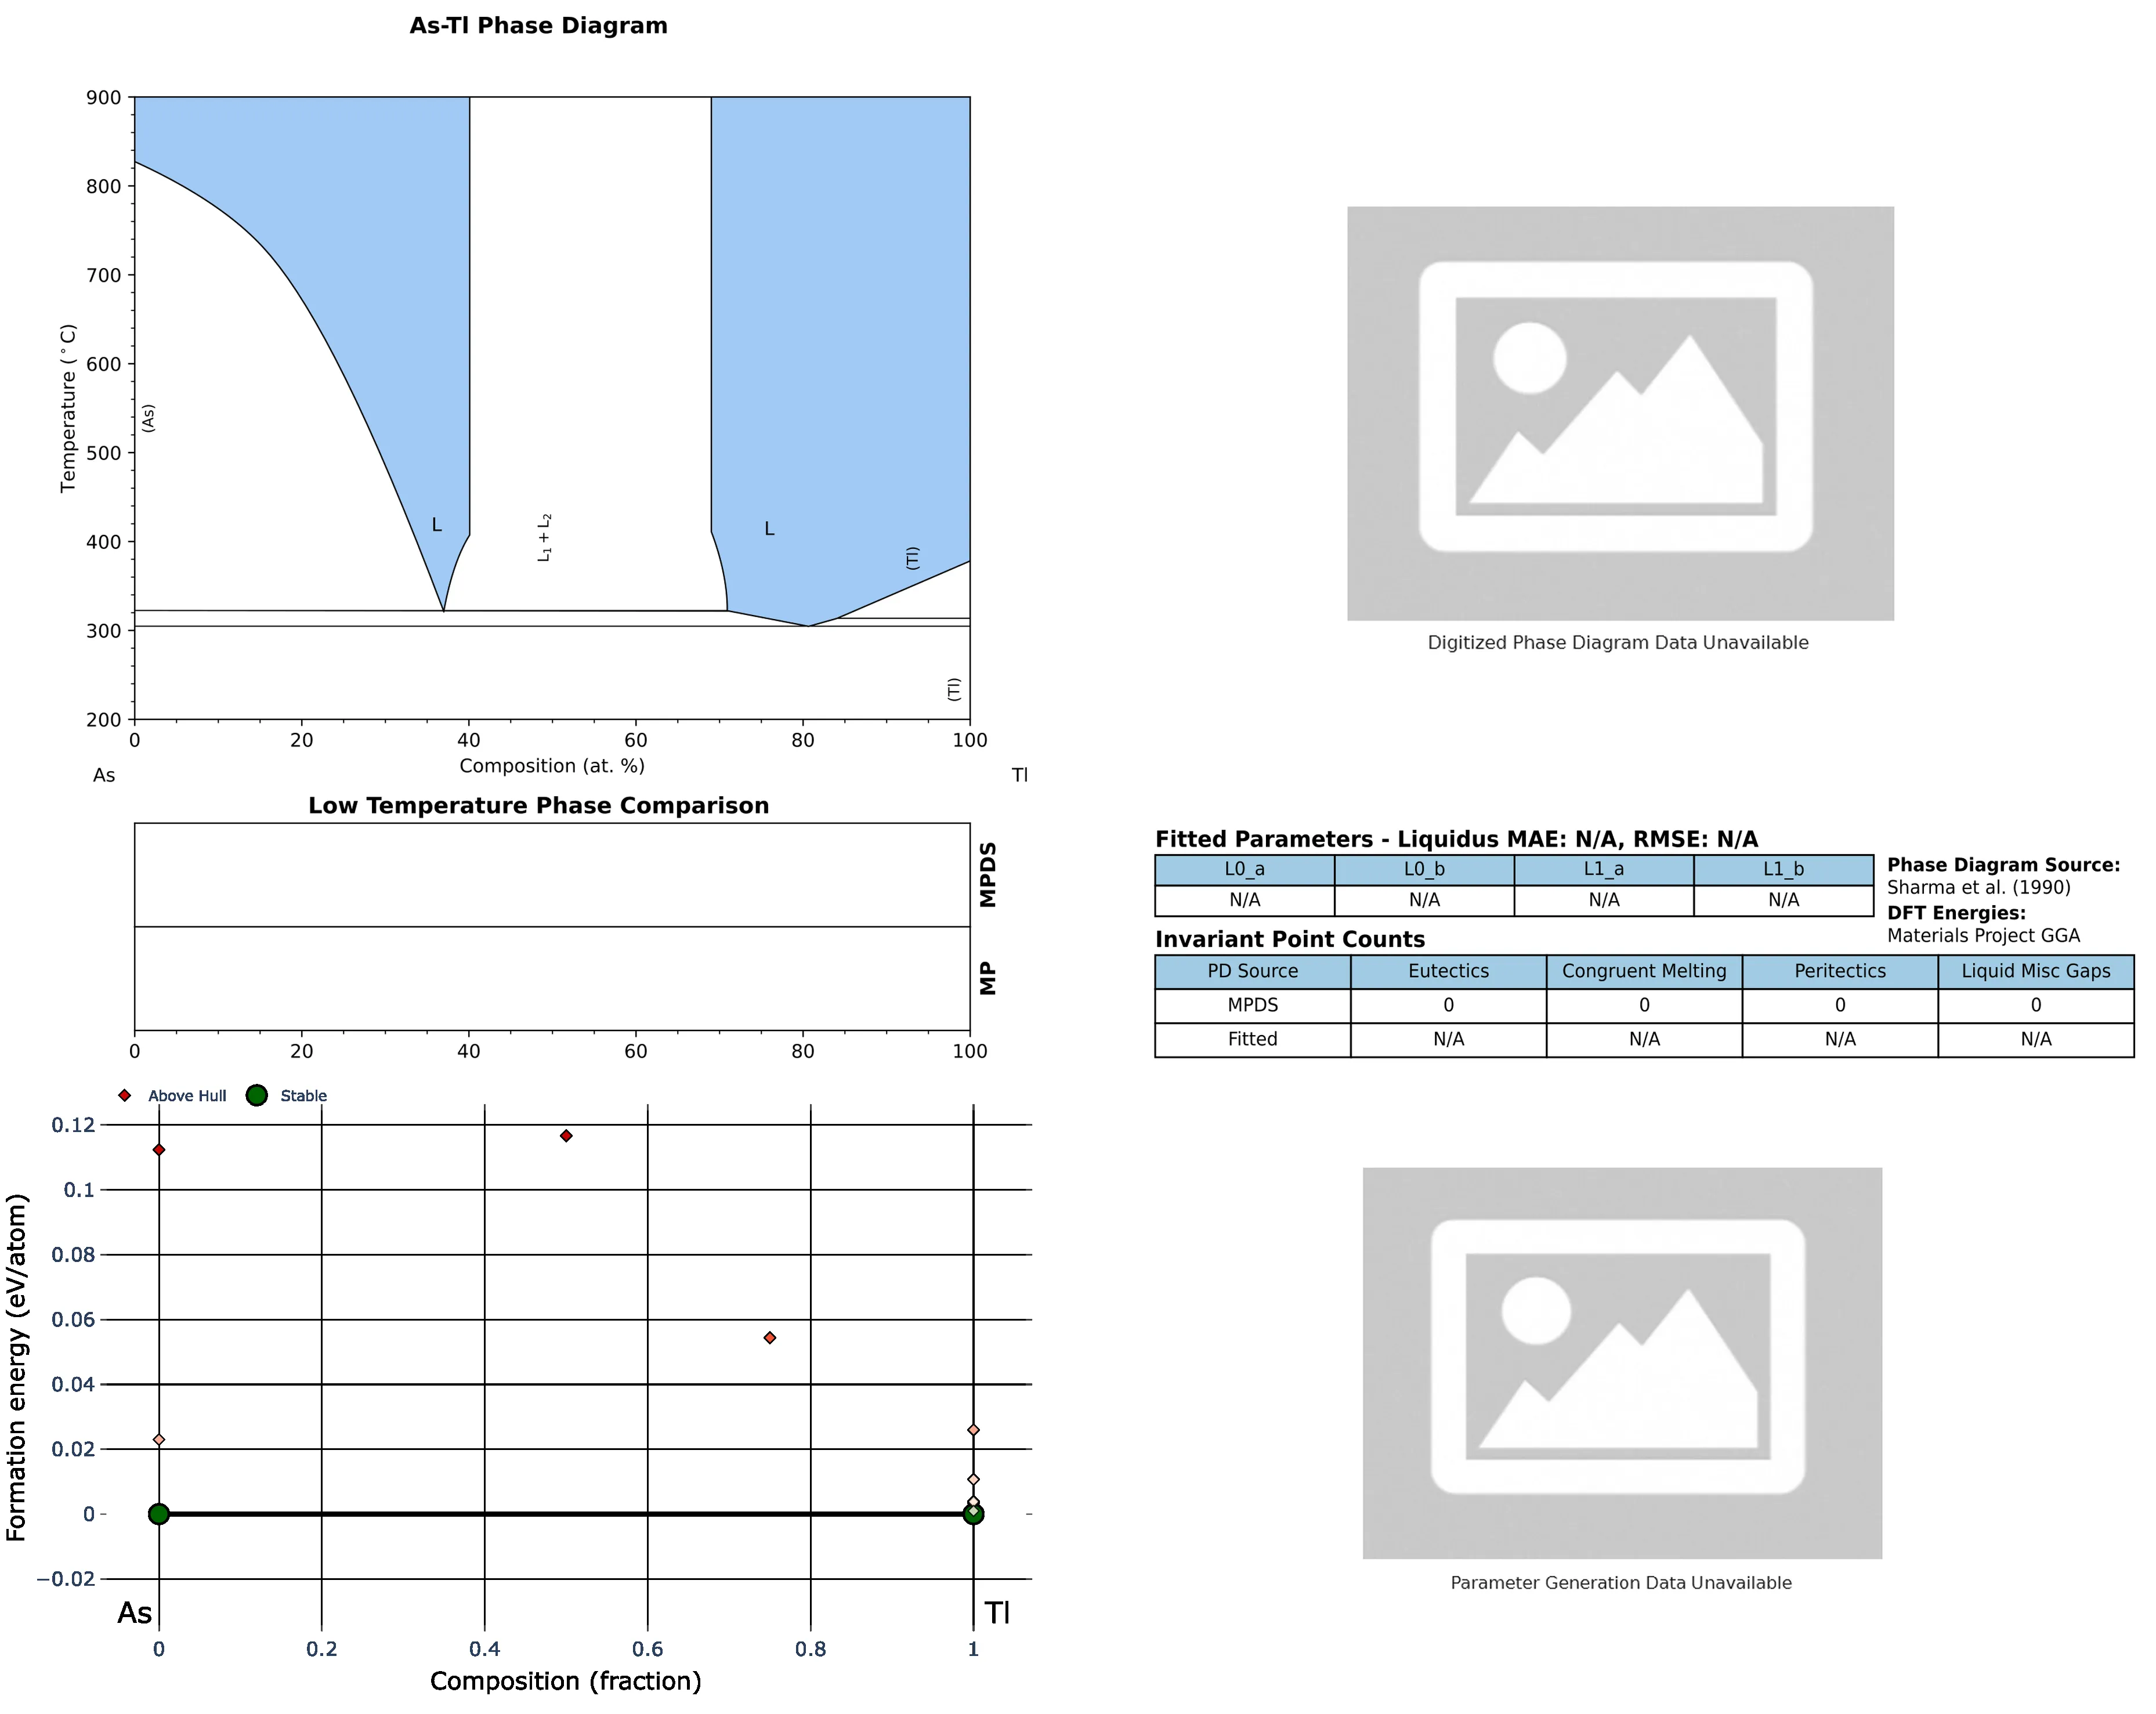 As-Tl Phase Diagram
900
800
700
600
500
400
300
200
Temperature (°C)
(As)
L
L₁ + L₂
L
(Tl)
(Tl)
0 20 40 60 80 100
Composition (at. %)
As Tl
Digitized Phase Diagram Data Unavailable
Low Temperature Phase Comparison
MPDS
MP
0 20 40 60 80 100
Fitted Parameters - Liquidus MAE: N/A, RMSE: N/A
L0_a L0_b L1_a L1_b
N/A N/A N/A N/A
Phase Diagram Source:
Sharma et al. (1990)
DFT Energies:
Materials Project GGA
Invariant Point Counts
PD Source Eutectics Congruent Melting Peritectics Liquid Misc Gaps
MPDS 0 0 0 0
Fitted N/A N/A N/A N/A
Above Hull Stable
0.12
0.1
0.08
0.06
0.04
0.02
0
−0.02
Formation energy (eV/atom)
As Tl
0 0.2 0.4 0.6 0.8 1
Composition (fraction)
Parameter Generation Data Unavailable